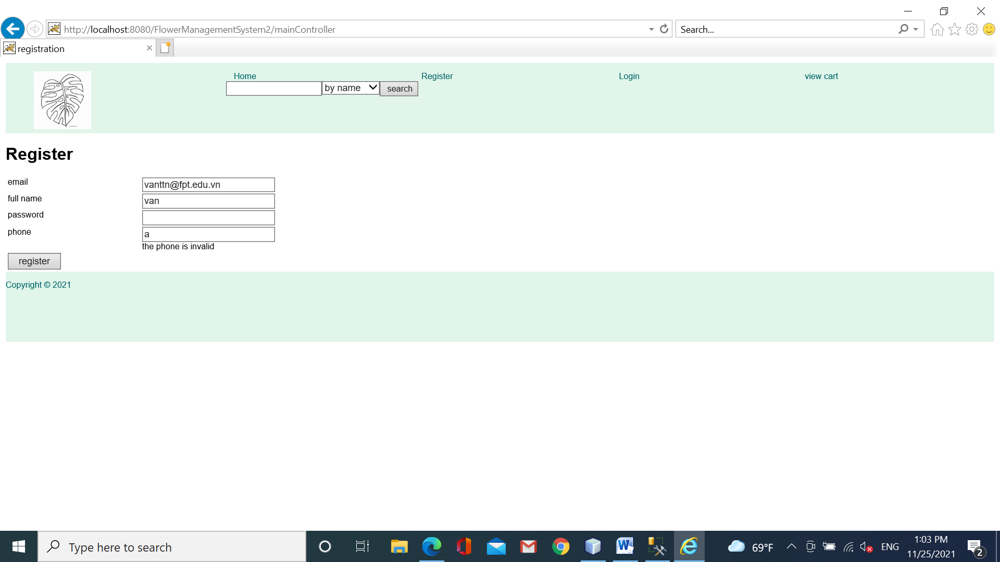 http://localhost:8080/FlowerManagementSystem2/mainController
Search...
registration
Home
Register
Login
view cart
by name
search
Register
email
vanttn@fpt.edu.vn
full name
van
password
phone
a
the phone is invalid
register
Copyright © 2021
Type here to search
69°F
ENG
1:03 PM
11/25/2021
2